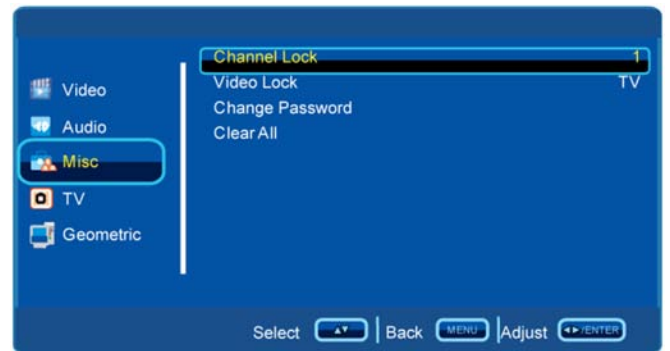 Video
Audio
Misc
TV
Geometric
Channel Lock 1
Video Lock TV
Change Password
Clear All
Select ▲▼ | Back MENU | Adjust ◄►/ENTER